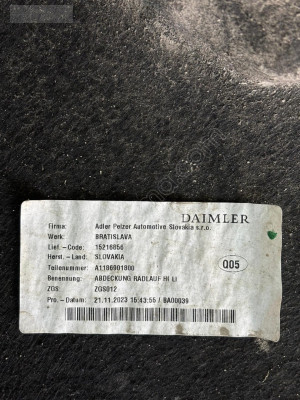 DAIMLER
Firma: Adler Pelzer Automotive Slovakia s.r.o.
Werk: BRATISLAVA
Lief.-Code: 15216856
Herst.-Land: SLOVAKIA
Teilenummer: A1186901800
Benennung: ABDECKUNG RADLAUF HI LI
ZGS: ZGS012
Pro.-Datum: 21.11.2023 15:43:55 / BA00039
Q05